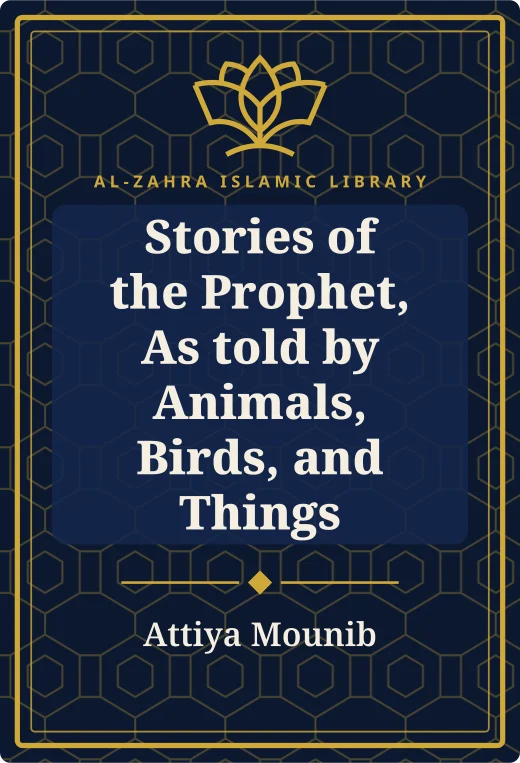 AL-ZAHRA ISLAMIC LIBRARY
Stories of
the Prophet,
As told by
Animals,
Birds, and
Things
Attiya Mounib